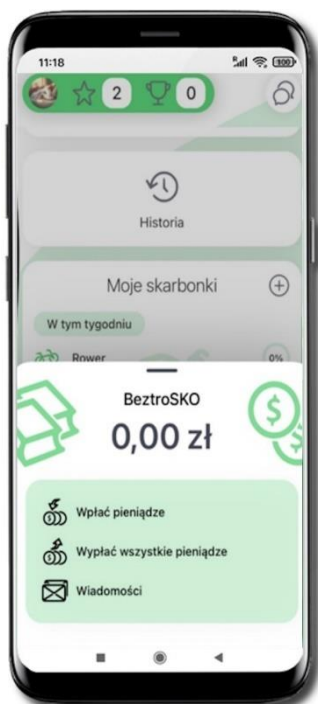 11:18
100
2
0
Historia
Moje skarbonki
W tym tygodniu
Rower
0%
BeztroSKO
0,00 zł
Wpłać pieniądze
Wypłać wszystkie pieniądze
Wiadomości